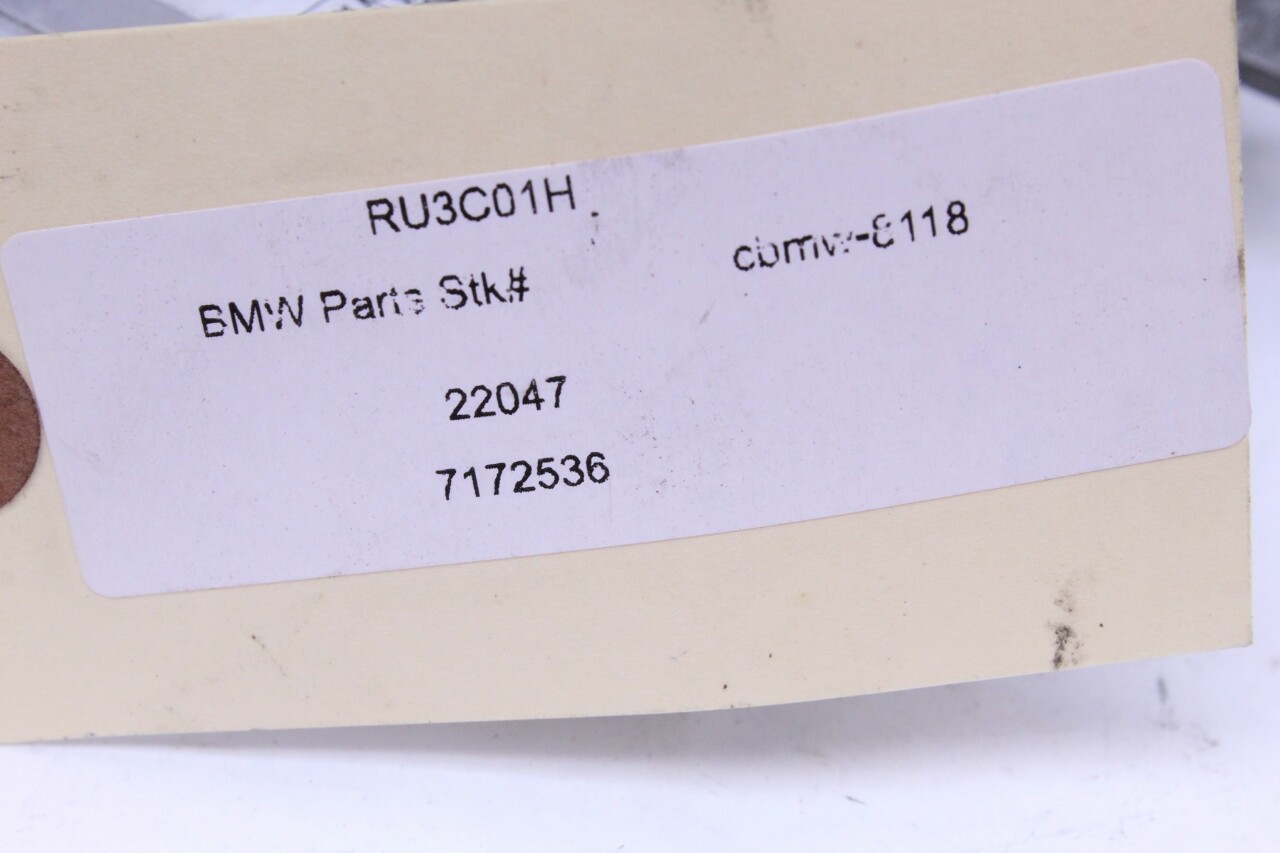 RU3C01H
BMW Parts Stk# cbmw-8118
22047
7172536